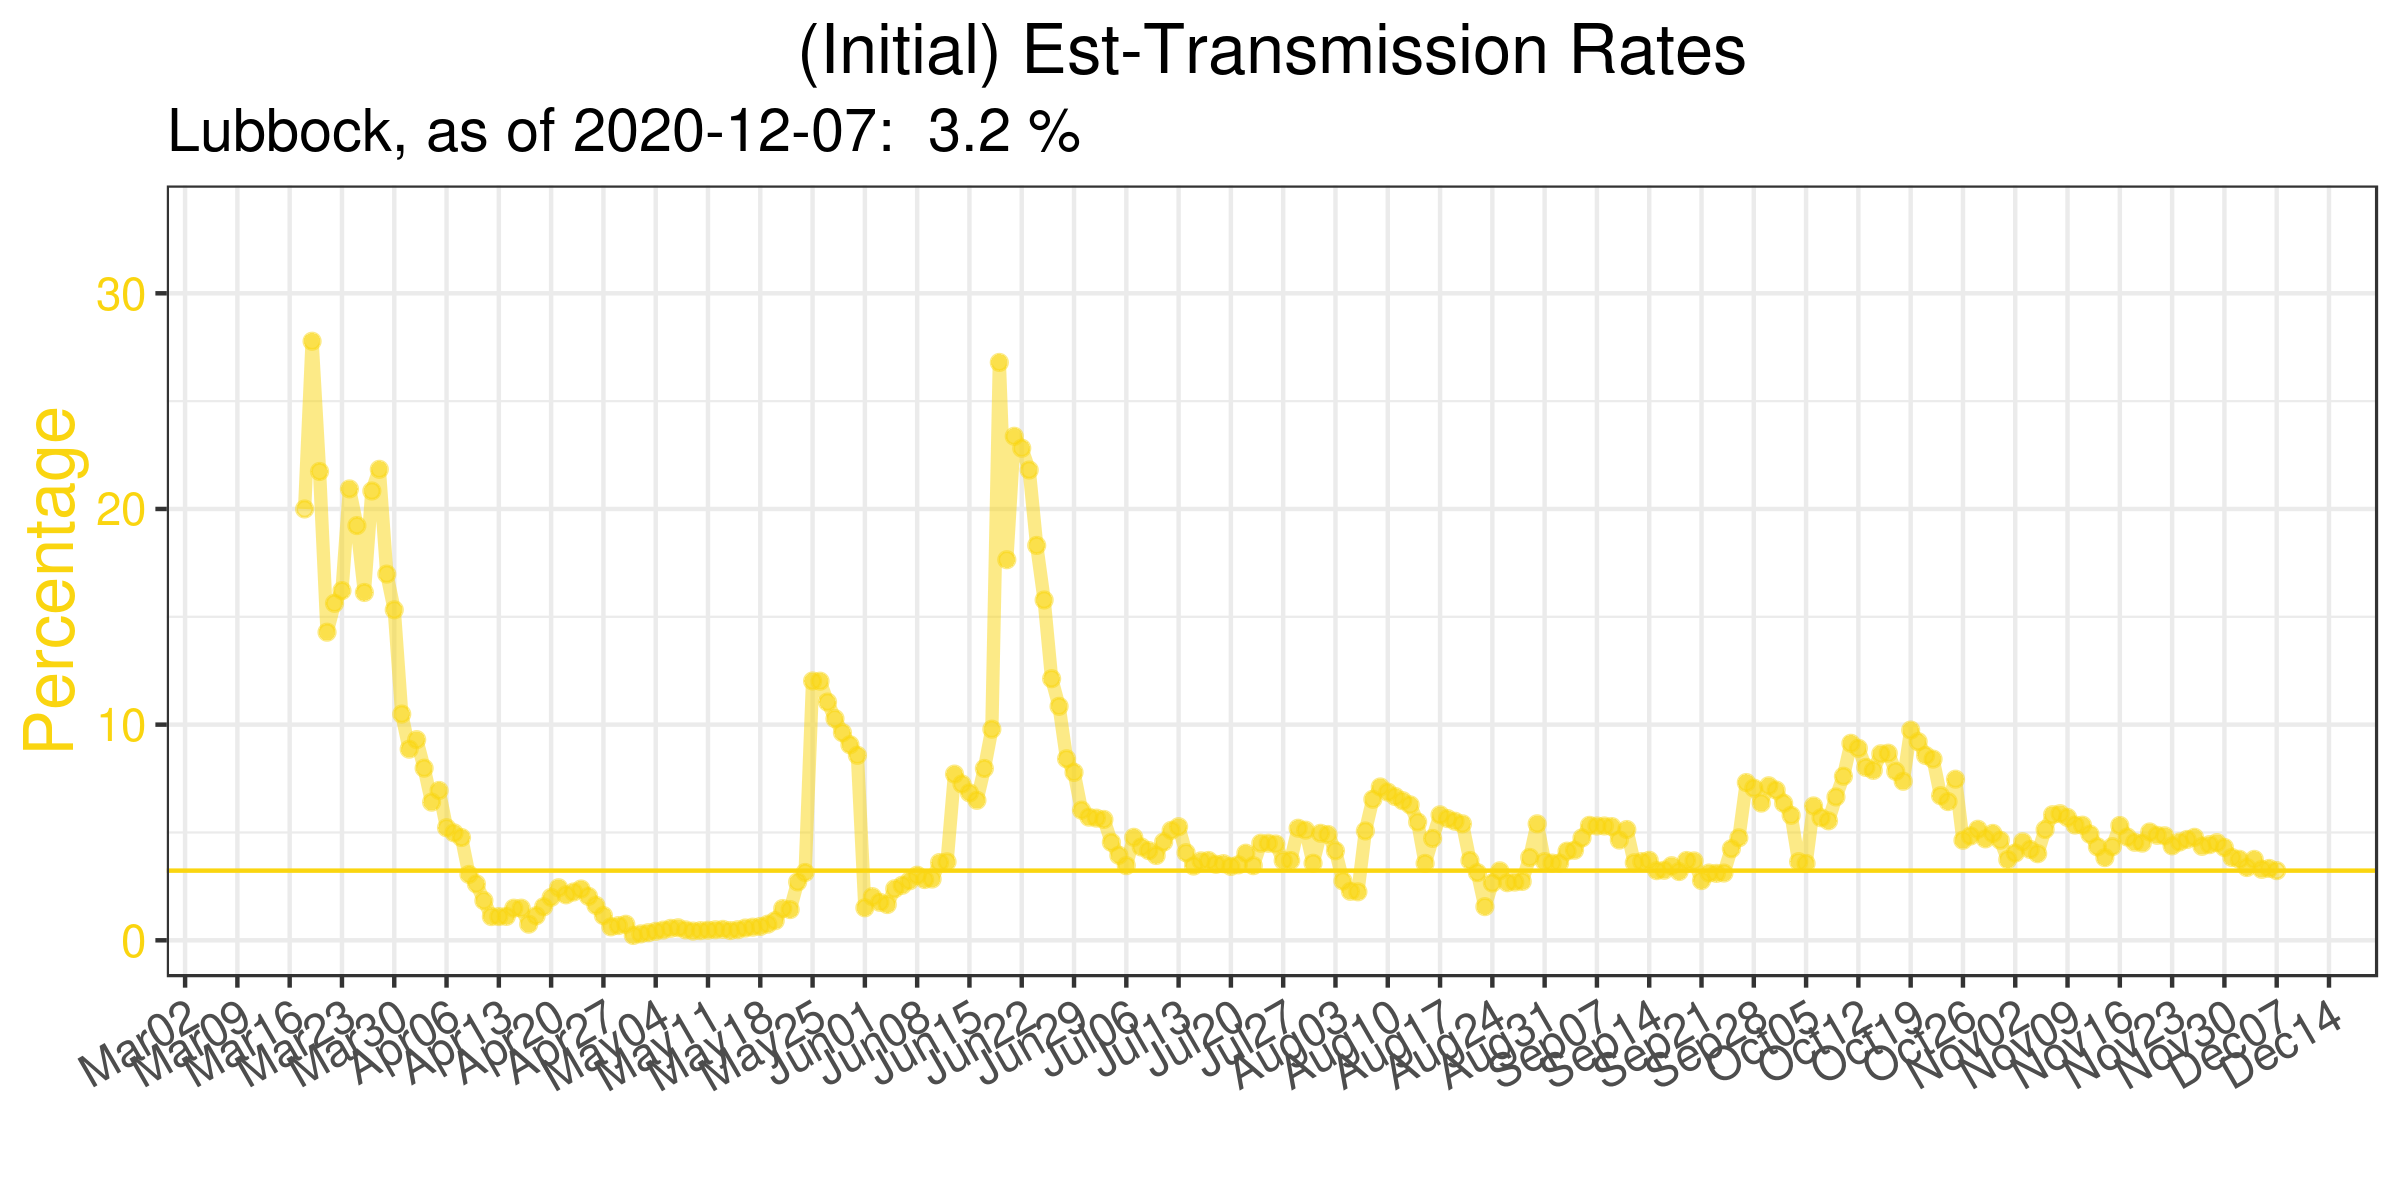 (Initial) Est-Transmission Rates
Lubbock, as of 2020-12-07:  3.2 %
Percentage
30
20
10
0
Mar02
Mar09
Mar16
Mar23
Mar30
Apr06
Apr13
Apr20
Apr27
May04
May11
May18
May25
Jun01
Jun08
Jun15
Jun22
Jun29
Jul06
Jul13
Jul20
Jul27
Aug03
Aug10
Aug17
Aug24
Aug31
Sep07
Sep14
Sep21
Sep28
Oct05
Oct12
Oct19
Oct26
Nov02
Nov09
Nov16
Nov23
Nov30
Dec07
Dec14